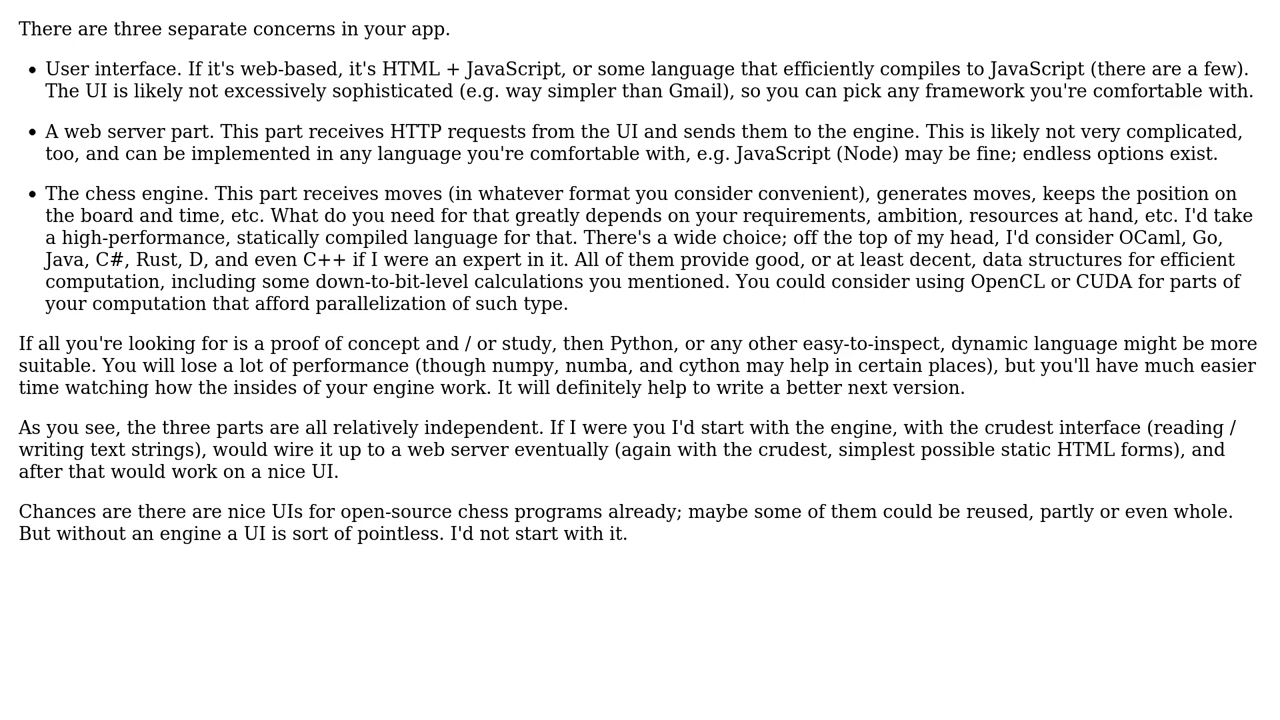 There are three separate concerns in your app.
• User interface. If it's web-based, it's HTML + JavaScript, or some language that efficiently compiles to JavaScript (there are a few).
The UI is likely not excessively sophisticated (e.g. way simpler than Gmail), so you can pick any framework you're comfortable with.
• A web server part. This part receives HTTP requests from the UI and sends them to the engine. This is likely not very complicated,
too, and can be implemented in any language you're comfortable with, e.g. JavaScript (Node) may be fine; endless options exist.
• The chess engine. This part receives moves (in whatever format you consider convenient), generates moves, keeps the position on
the board and time, etc. What do you need for that greatly depends on your requirements, ambition, resources at hand, etc. I'd take
a high-performance, statically compiled language for that. There's a wide choice; off the top of my head, I'd consider OCaml, Go,
Java, C#, Rust, D, and even C++ if I were an expert in it. All of them provide good, or at least decent, data structures for efficient
computation, including some down-to-bit-level calculations you mentioned. You could consider using OpenCL or CUDA for parts of
your computation that afford parallelization of such type.
If all you're looking for is a proof of concept and / or study, then Python, or any other easy-to-inspect, dynamic language might be more
suitable. You will lose a lot of performance (though numpy, numba, and cython may help in certain places), but you'll have much easier
time watching how the insides of your engine work. It will definitely help to write a better next version.
As you see, the three parts are all relatively independent. If I were you I'd start with the engine, with the crudest interface (reading /
writing text strings), would wire it up to a web server eventually (again with the crudest, simplest possible static HTML forms), and
after that would work on a nice UI.
Chances are there are nice UIs for open-source chess programs already; maybe some of them could be reused, partly or even whole.
But without an engine a UI is sort of pointless. I'd not start with it.